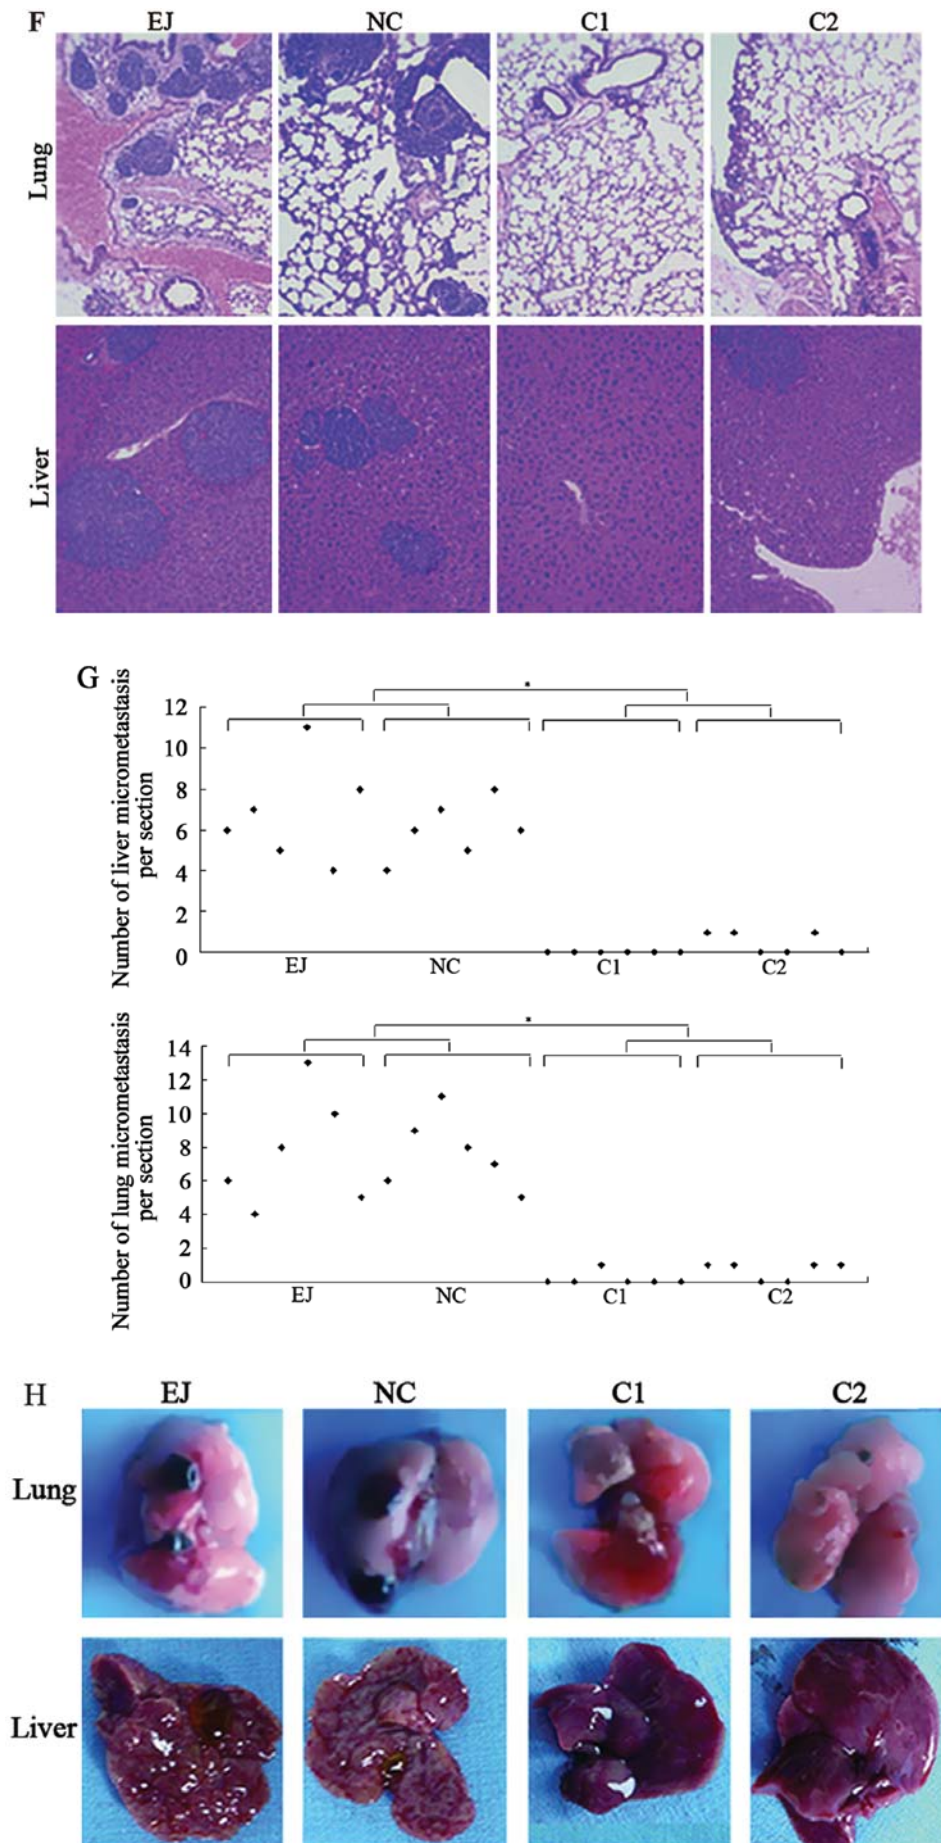 F EJ NC C1 C2
Lung
Liver
G
Number of liver micrometastasis
per section
12
10
8
6
4
2
0
*
EJ NC C1 C2
Number of lung micrometastasis
per section
14
12
10
8
6
4
2
0
*
EJ NC C1 C2
H EJ NC C1 C2
Lung
Liver